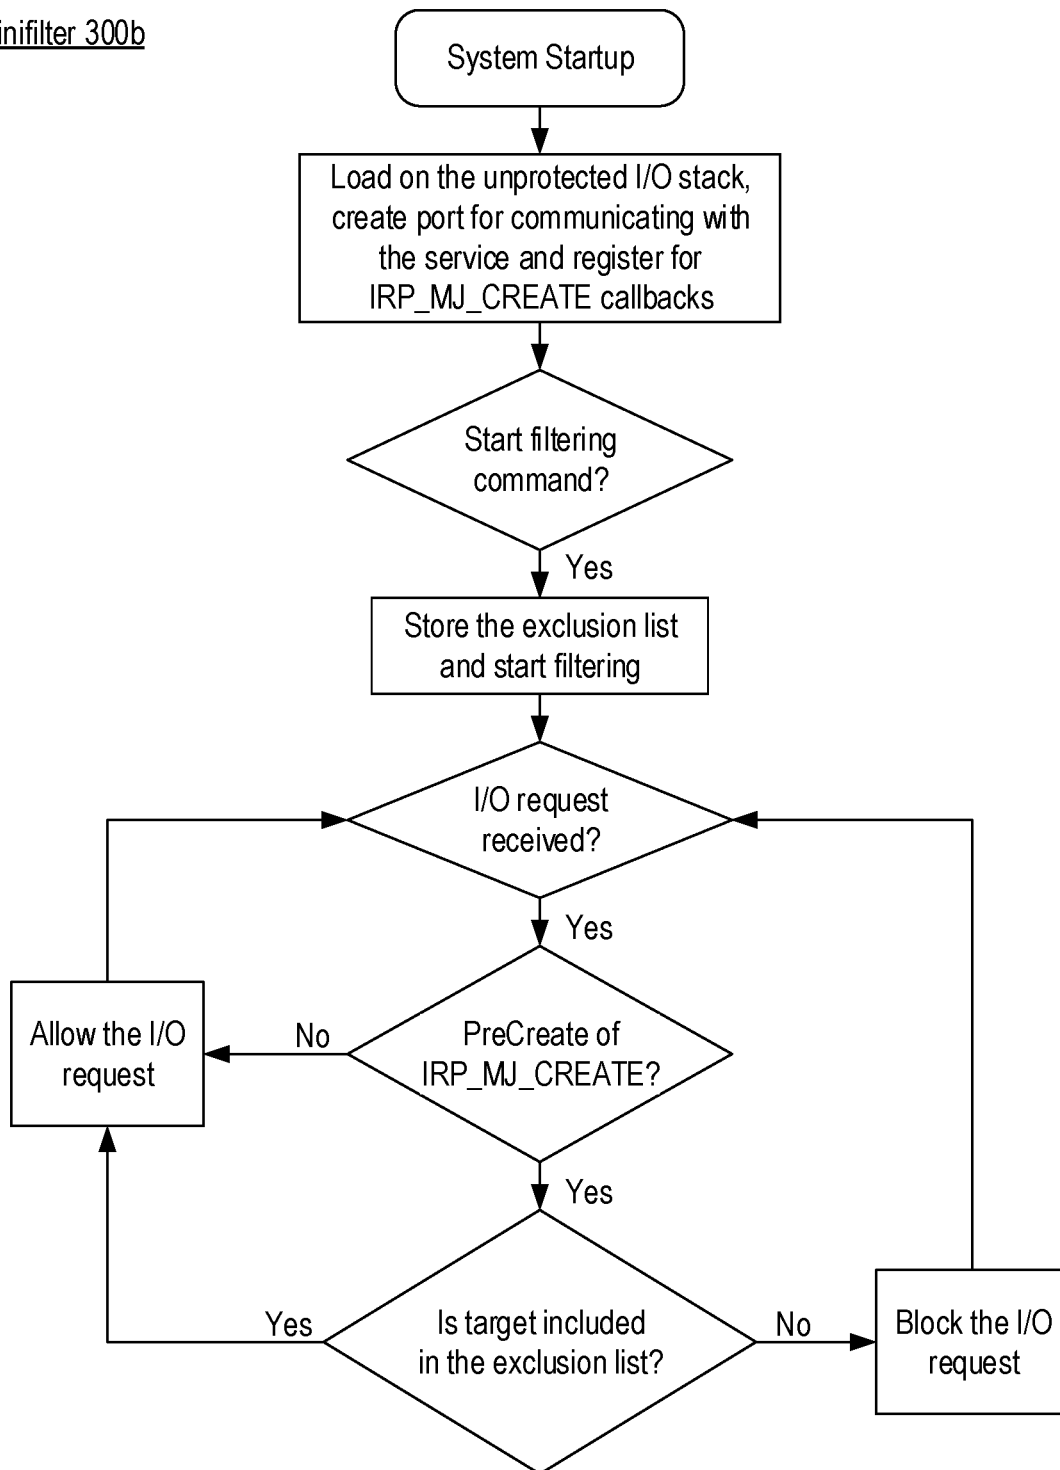 inifilter 300b
System Startup
Load on the unprotected I/O stack,
create port for communicating with
the service and register for
IRP_MJ_CREATE callbacks
Start filtering
command?
Yes
Store the exclusion list
and start filtering
I/O request
received?
Yes
Allow the I/O
request
No
PreCreate of
IRP_MJ_CREATE?
Yes
Yes
Is target included
in the exclusion list?
No
Block the I/O
request